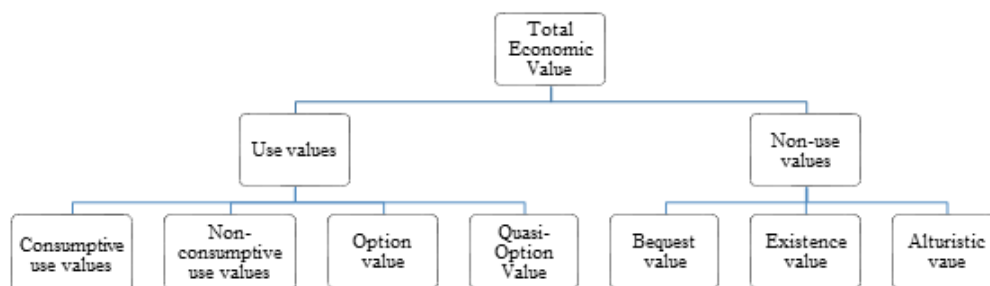 Total
Economic
Value
Use values
Non-use
values
Consumptive
use values
Non-
consumptive
use values
Option
value
Quasi-
Option
Value
Bequest
value
Existence
value
Alturistic
vaue